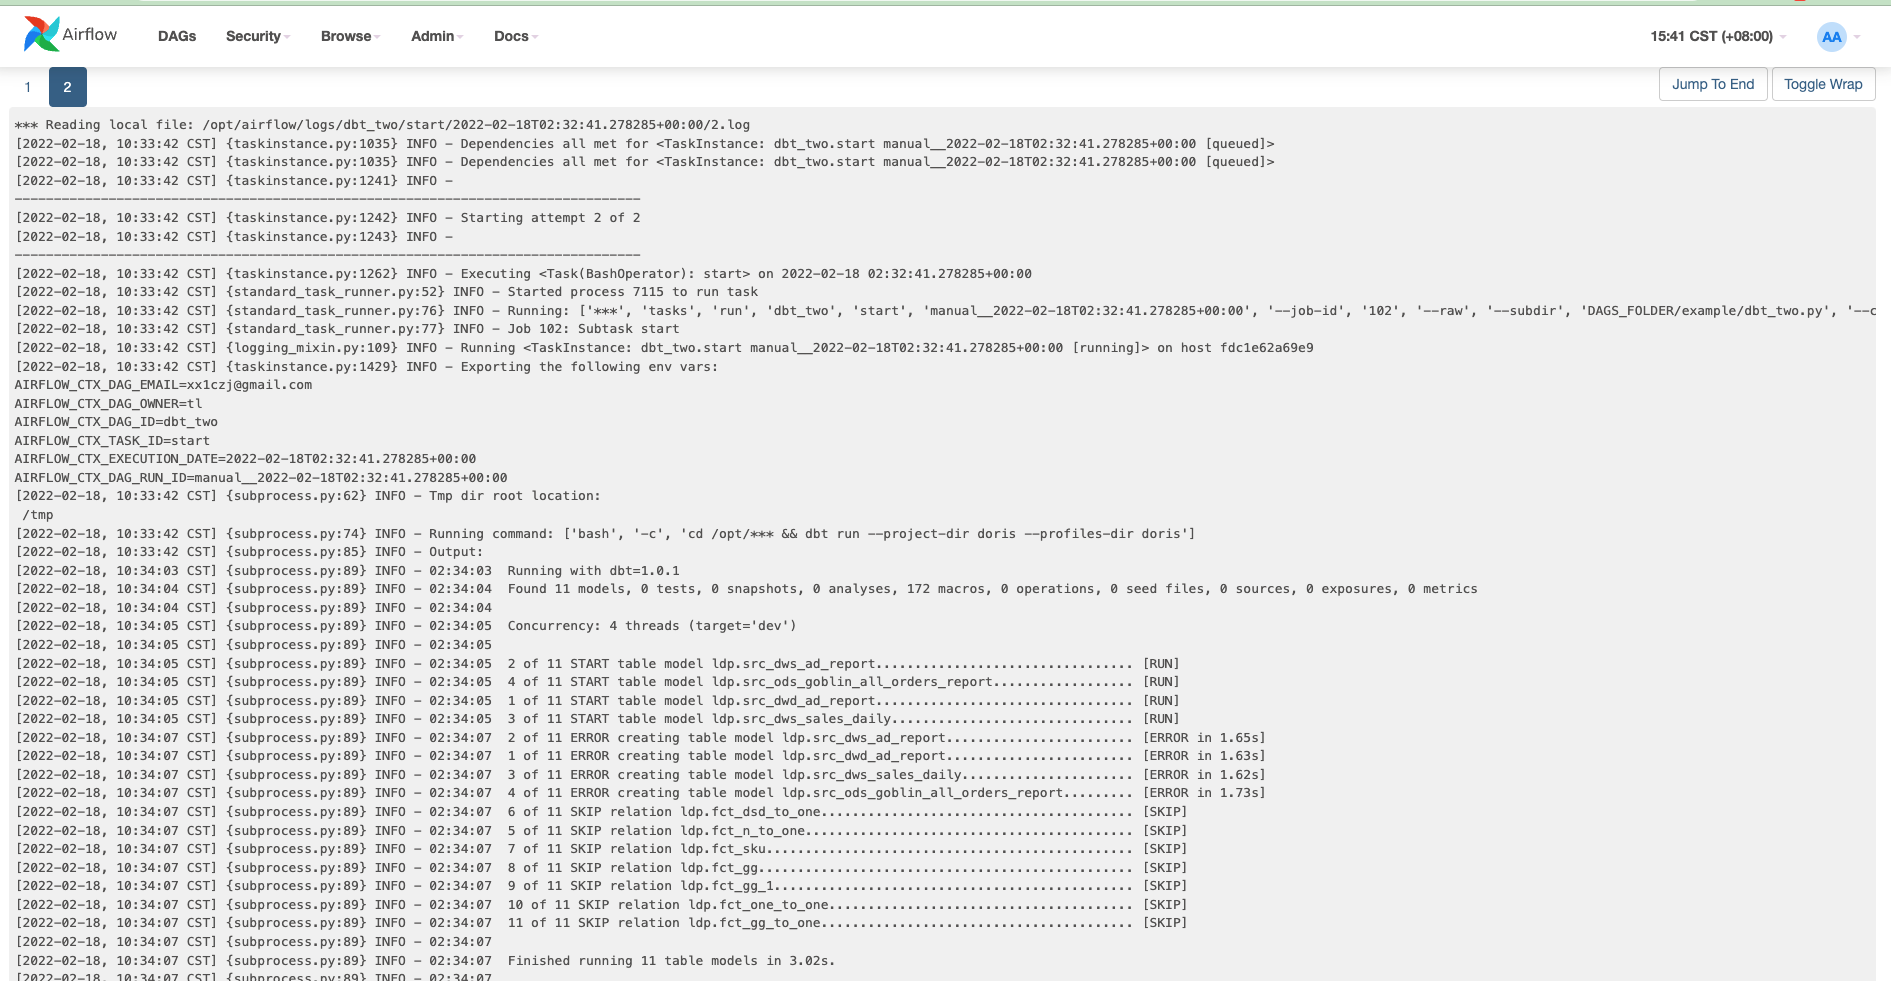 Airflow DAGs Security Browse Admin Docs 15:41 CST (+08:00) AA
1 2 Jump To End Toggle Wrap
*** Reading local file: /opt/airflow/logs/dbt_two/start/2022-02-18T02:32:41.278285+00:00/2.log
[2022-02-18, 10:33:42 CST] {taskinstance.py:1035} INFO - Dependencies all met for <TaskInstance: dbt_two.start manual__2022-02-18T02:32:41.278285+00:00 [queued]>
[2022-02-18, 10:33:42 CST] {taskinstance.py:1035} INFO - Dependencies all met for <TaskInstance: dbt_two.start manual__2022-02-18T02:32:41.278285+00:00 [queued]>
[2022-02-18, 10:33:42 CST] {taskinstance.py:1241} INFO -
--------------------------------------------------------------------------------
[2022-02-18, 10:33:42 CST] {taskinstance.py:1242} INFO - Starting attempt 2 of 2
[2022-02-18, 10:33:42 CST] {taskinstance.py:1243} INFO -
--------------------------------------------------------------------------------
[2022-02-18, 10:33:42 CST] {taskinstance.py:1262} INFO - Executing <Task(BashOperator): start> on 2022-02-18 02:32:41.278285+00:00
[2022-02-18, 10:33:42 CST] {standard_task_runner.py:52} INFO - Started process 7115 to run task
[2022-02-18, 10:33:42 CST] {standard_task_runner.py:76} INFO - Running: ['***', 'tasks', 'run', 'dbt_two', 'start', 'manual__2022-02-18T02:32:41.278285+00:00', '--job-id', '102', '--raw', '--subdir', 'DAGS_FOLDER/example/dbt_two.py', '--c
[2022-02-18, 10:33:42 CST] {standard_task_runner.py:77} INFO - Job 102: Subtask start
[2022-02-18, 10:33:42 CST] {logging_mixin.py:109} INFO - Running <TaskInstance: dbt_two.start manual__2022-02-18T02:32:41.278285+00:00 [running]> on host fdc1e62a69e9
[2022-02-18, 10:33:42 CST] {taskinstance.py:1429} INFO - Exporting the following env vars:
AIRFLOW_CTX_DAG_EMAIL=xx1czj@gmail.com
AIRFLOW_CTX_DAG_OWNER=tl
AIRFLOW_CTX_DAG_ID=dbt_two
AIRFLOW_CTX_TASK_ID=start
AIRFLOW_CTX_EXECUTION_DATE=2022-02-18T02:32:41.278285+00:00
AIRFLOW_CTX_DAG_RUN_ID=manual__2022-02-18T02:32:41.278285+00:00
[2022-02-18, 10:33:42 CST] {subprocess.py:62} INFO - Tmp dir root location:
/tmp
[2022-02-18, 10:33:42 CST] {subprocess.py:74} INFO - Running command: ['bash', '-c', 'cd /opt/*** && dbt run --project-dir doris --profiles-dir doris']
[2022-02-18, 10:33:42 CST] {subprocess.py:85} INFO - Output:
[2022-02-18, 10:34:03 CST] {subprocess.py:89} INFO - 02:34:03  Running with dbt=1.0.1
[2022-02-18, 10:34:04 CST] {subprocess.py:89} INFO - 02:34:04  Found 11 models, 0 tests, 0 snapshots, 0 analyses, 172 macros, 0 operations, 0 seed files, 0 sources, 0 exposures, 0 metrics
[2022-02-18, 10:34:04 CST] {subprocess.py:89} INFO - 02:34:04
[2022-02-18, 10:34:05 CST] {subprocess.py:89} INFO - 02:34:05  Concurrency: 4 threads (target='dev')
[2022-02-18, 10:34:05 CST] {subprocess.py:89} INFO - 02:34:05
[2022-02-18, 10:34:05 CST] {subprocess.py:89} INFO - 02:34:05  2 of 11 START table model ldp.src_dws_ad_report................................. [RUN]
[2022-02-18, 10:34:05 CST] {subprocess.py:89} INFO - 02:34:05  4 of 11 START table model ldp.src_ods_goblin_all_orders_report.................. [RUN]
[2022-02-18, 10:34:05 CST] {subprocess.py:89} INFO - 02:34:05  1 of 11 START table model ldp.src_dwd_ad_report................................. [RUN]
[2022-02-18, 10:34:05 CST] {subprocess.py:89} INFO - 02:34:05  3 of 11 START table model ldp.src_dws_sales_daily............................... [RUN]
[2022-02-18, 10:34:07 CST] {subprocess.py:89} INFO - 02:34:07  2 of 11 ERROR creating table model ldp.src_dws_ad_report........................ [ERROR in 1.65s]
[2022-02-18, 10:34:07 CST] {subprocess.py:89} INFO - 02:34:07  1 of 11 ERROR creating table model ldp.src_dwd_ad_report........................ [ERROR in 1.63s]
[2022-02-18, 10:34:07 CST] {subprocess.py:89} INFO - 02:34:07  3 of 11 ERROR creating table model ldp.src_dws_sales_daily...................... [ERROR in 1.62s]
[2022-02-18, 10:34:07 CST] {subprocess.py:89} INFO - 02:34:07  4 of 11 ERROR creating table model ldp.src_ods_goblin_all_orders_report......... [ERROR in 1.73s]
[2022-02-18, 10:34:07 CST] {subprocess.py:89} INFO - 02:34:07  6 of 11 SKIP relation ldp.fct_dsd_to_one........................................ [SKIP]
[2022-02-18, 10:34:07 CST] {subprocess.py:89} INFO - 02:34:07  5 of 11 SKIP relation ldp.fct_n_to_one.......................................... [SKIP]
[2022-02-18, 10:34:07 CST] {subprocess.py:89} INFO - 02:34:07  7 of 11 SKIP relation ldp.fct_sku............................................... [SKIP]
[2022-02-18, 10:34:07 CST] {subprocess.py:89} INFO - 02:34:07  8 of 11 SKIP relation ldp.fct_gg................................................ [SKIP]
[2022-02-18, 10:34:07 CST] {subprocess.py:89} INFO - 02:34:07  9 of 11 SKIP relation ldp.fct_gg_1.............................................. [SKIP]
[2022-02-18, 10:34:07 CST] {subprocess.py:89} INFO - 02:34:07  10 of 11 SKIP relation ldp.fct_one_to_one....................................... [SKIP]
[2022-02-18, 10:34:07 CST] {subprocess.py:89} INFO - 02:34:07  11 of 11 SKIP relation ldp.fct_gg_to_one........................................ [SKIP]
[2022-02-18, 10:34:07 CST] {subprocess.py:89} INFO - 02:34:07
[2022-02-18, 10:34:07 CST] {subprocess.py:89} INFO - 02:34:07  Finished running 11 table models in 3.02s.
[2022-02-18, 10:34:07 CST] {subprocess.py:89} INFO - 02:34:07